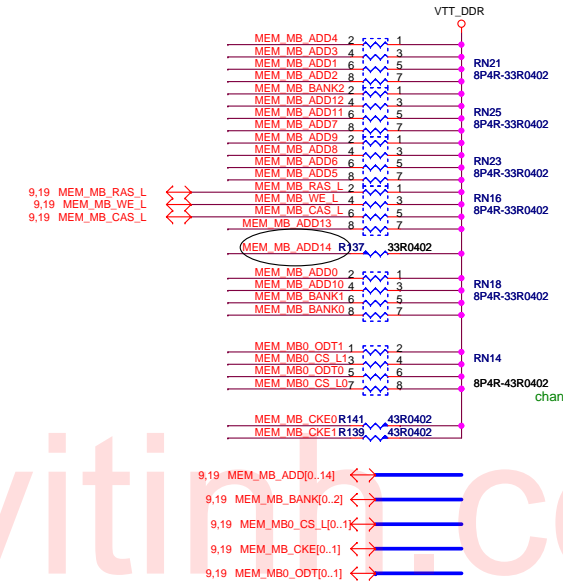 VTT_DDR
MEM_MB_ADD4 2 1
MEM_MB_ADD3 4 3
MEM_MB_ADD1 6 5 RN21
MEM_MB_ADD2 8 7 8P4R-33R0402
MEM_MB_BANK2 2 1
MEM_MB_ADD12 4 3
MEM_MB_ADD11 6 5 RN25
MEM_MB_ADD7 8 7 8P4R-33R0402
MEM_MB_ADD9 2 1
MEM_MB_ADD8 4 3
MEM_MB_ADD6 6 5 RN23
MEM_MB_ADD5 8 7 8P4R-33R0402
9,19 MEM_MB_RAS_L MEM_MB_RAS_L 2 1
9,19 MEM_MB_WE_L MEM_MB_WE_L 4 3 RN16
9,19 MEM_MB_CAS_L MEM_MB_CAS_L 6 5 8P4R-33R0402
MEM_MB_ADD13 8 7
MEM_MB_ADD14 R137 33R0402
MEM_MB_ADD0 2 1
MEM_MB_ADD10 4 3 RN18
MEM_MB_BANK1 6 5 8P4R-33R0402
MEM_MB_BANK0 8 7
MEM_MB0_ODT1 1 2
MEM_MB0_CS_L1 3 4 RN14
MEM_MB0_ODT0 5 6
MEM_MB0_CS_L0 7 8 8P4R-43R0402
chan
MEM_MB_CKE0 R141 43R0402
MEM_MB_CKE1 R139 43R0402
9,19 MEM_MB_ADD[0..14]
9,19 MEM_MB_BANK[0..2]
9,19 MEM_MB0_CS_L[0..1]
9,19 MEM_MB_CKE[0..1]
9,19 MEM_MB0_ODT[0..1]
vitinh.co